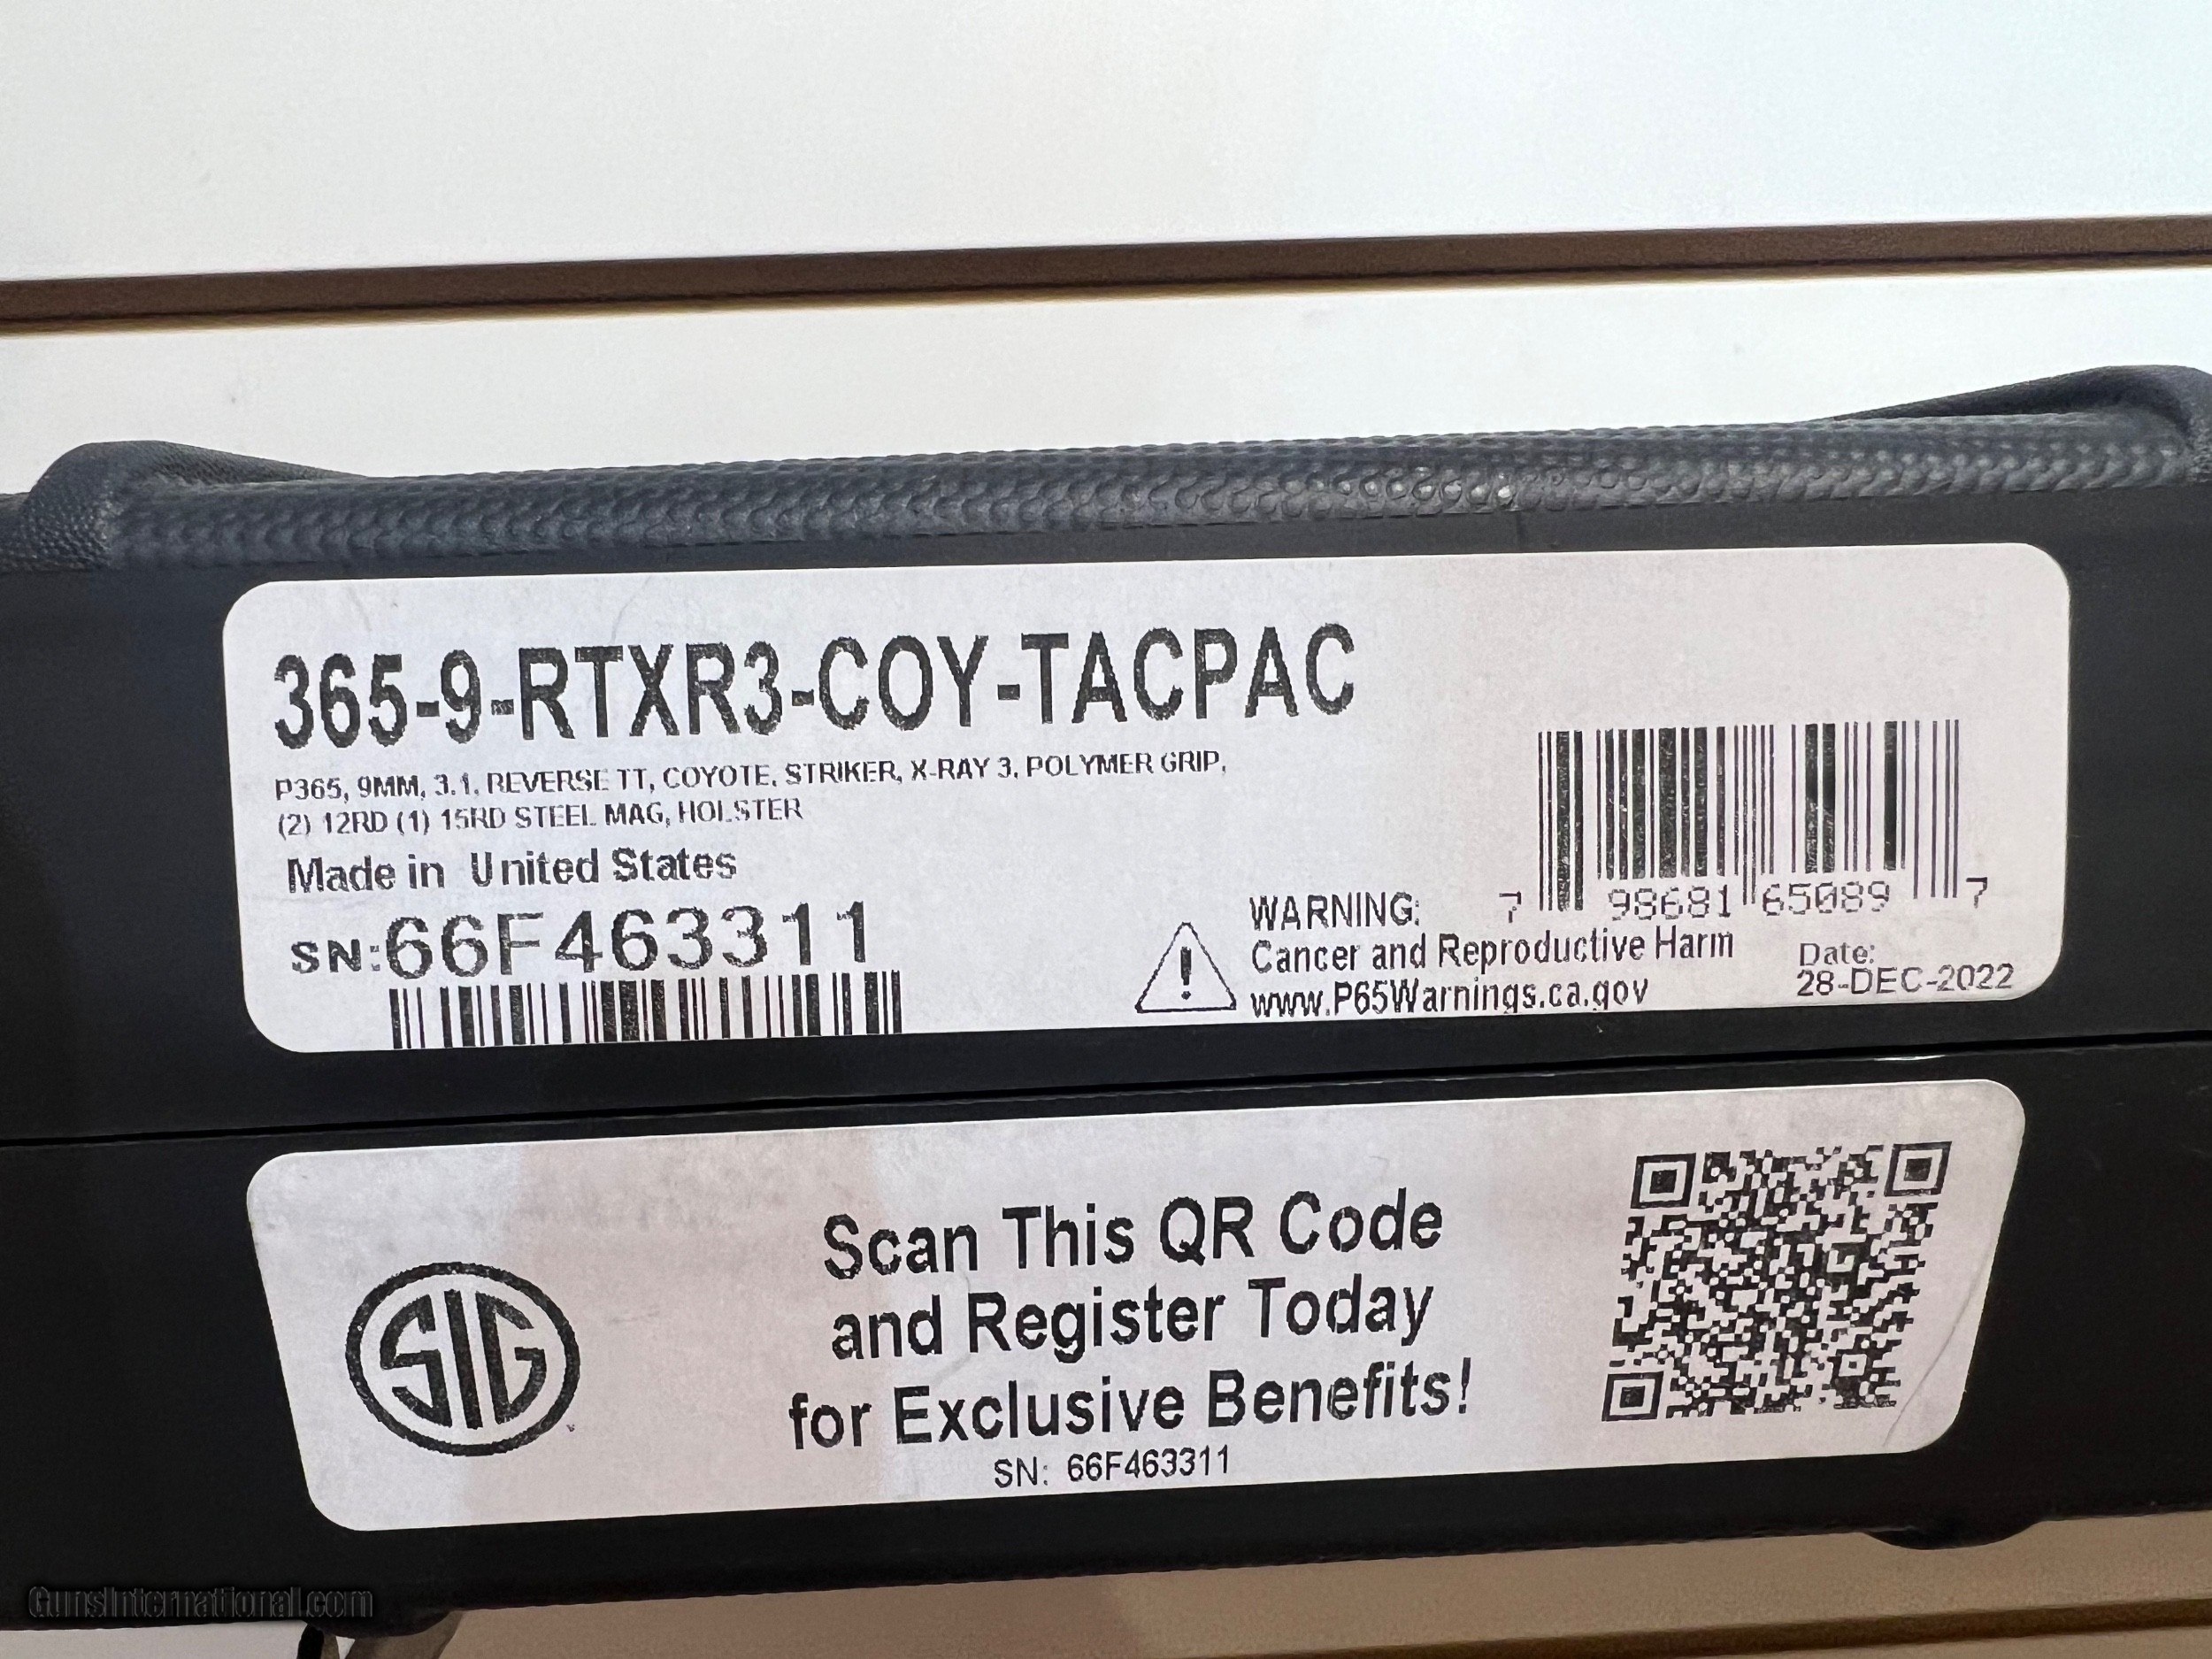 365-9-RTXR3-COY-TACPAC
P365, 9MM, 3.1, REVERSE TT, COYOTE, STRIKER, X-RAY 3, POLYMER GRIP,
(2) 12RD (1) 15RD STEEL MAG, HOLSTER
Made in United States
SN:66F463311
7 98681 65089 7
WARNING:
Cancer and Reproductive Harm
www.P65Warnings.ca.gov
Date:
28-DEC-2022
SIG
Scan This QR Code
and Register Today
for Exclusive Benefits!
SN: 66F463311
GunsInternational.com